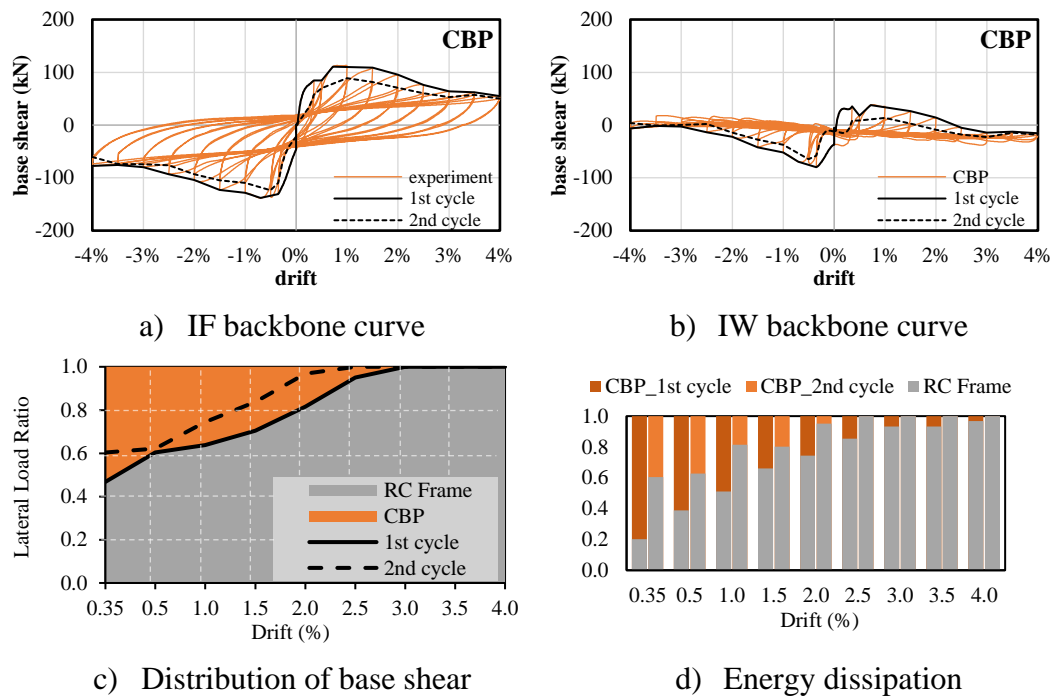 CBP
200
100
0
-100
-200
base shear (kN)
experiment
1st cycle
2nd cycle
-4% -3% -2% -1% 0% 1% 2% 3% 4%
drift
a) IF backbone curve
CBP
200
100
0
-100
-200
base shear (kN)
CBP
1st cycle
2nd cycle
-4% -3% -2% -1% 0% 1% 2% 3% 4%
drift
b) IW backbone curve
1.0
0.8
0.6
0.4
0.2
0.0
Lateral Load Ratio
RC Frame
CBP
1st cycle
2nd cycle
0.35 0.5 1.0 1.5 2.0 2.5 3.0 3.5 4.0
Drift (%)
c) Distribution of base shear
CBP_1st cycle CBP_2nd cycle RC Frame
1.0
0.8
0.6
0.4
0.2
0.0
0.35 0.5 1.0 1.5 2.0 2.5 3.0 3.5 4.0
Drift (%)
d) Energy dissipation